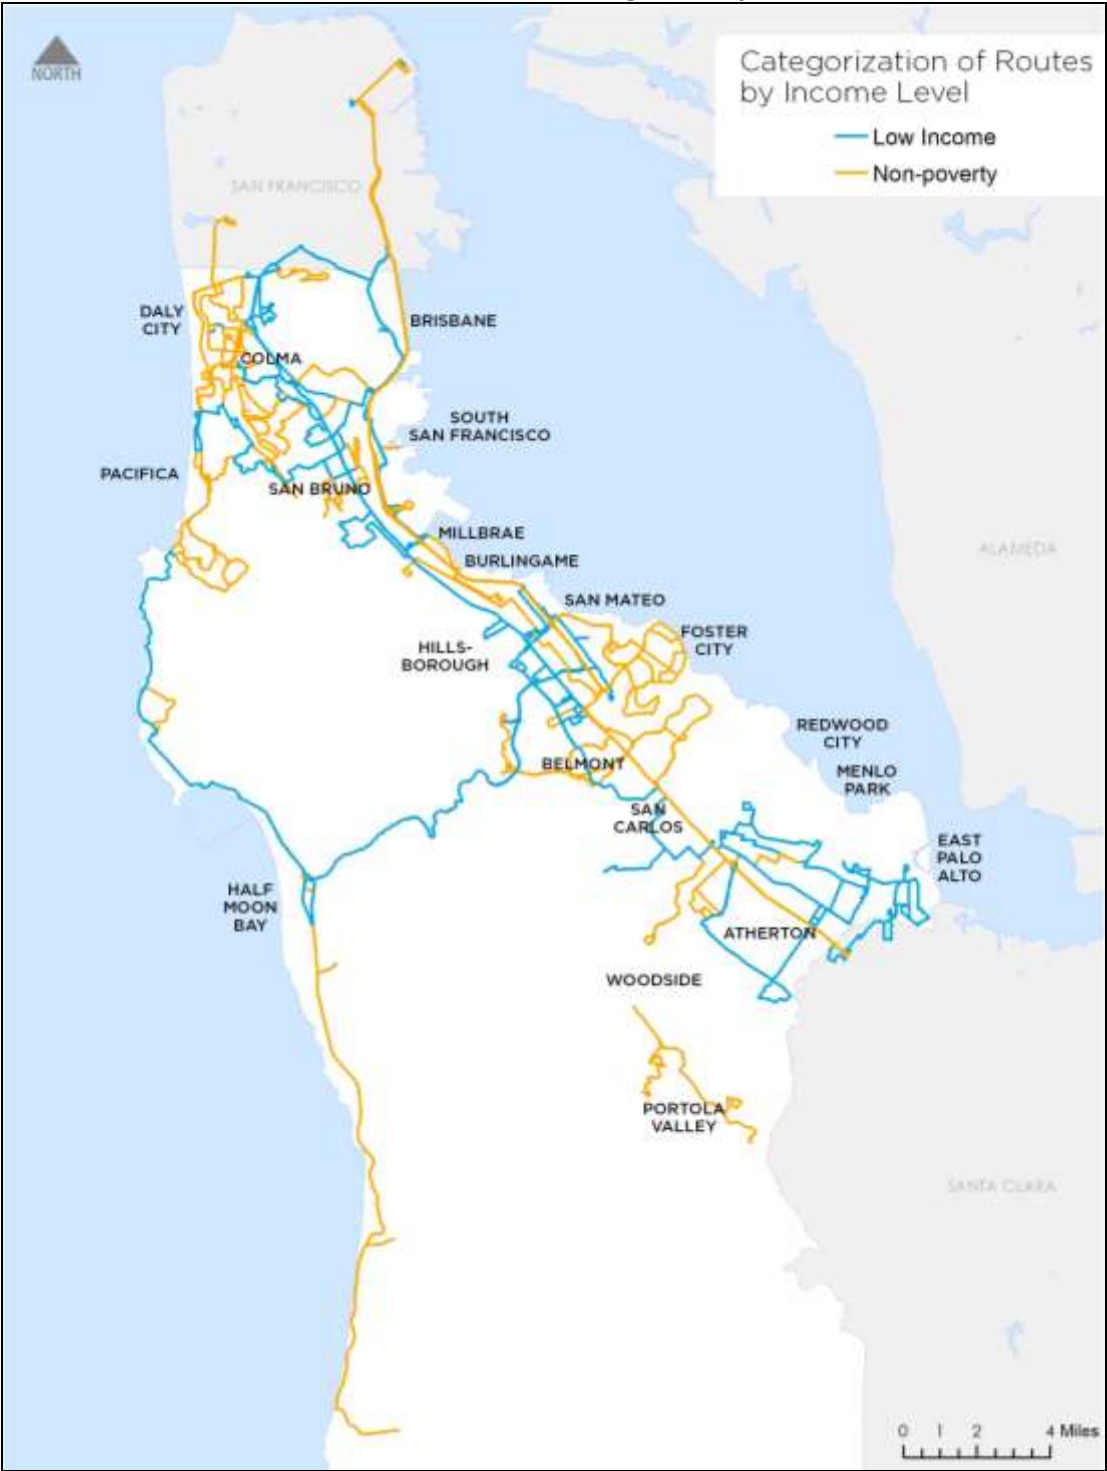 Categorization of Routes
by Income Level
Low Income
Non-poverty
NORTH
SAN FRANCISCO
DALY
CITY
BRISBANE
COLMA
SOUTH
SAN FRANCISCO
PACIFICA
SAN BRUNO
MILLBRAE
BURLINGAME
ALAMEDA
SAN MATEO
HILLS-
BOROUGH
FOSTER
CITY
REDWOOD
CITY
BELMONT
MENLO
PARK
SAN
CARLOS
EAST
PALO
ALTO
HALF
MOON
BAY
ATHERTON
WOODSIDE
PORTOLA
VALLEY
SANTA CLARA
0 1 2 4 Miles